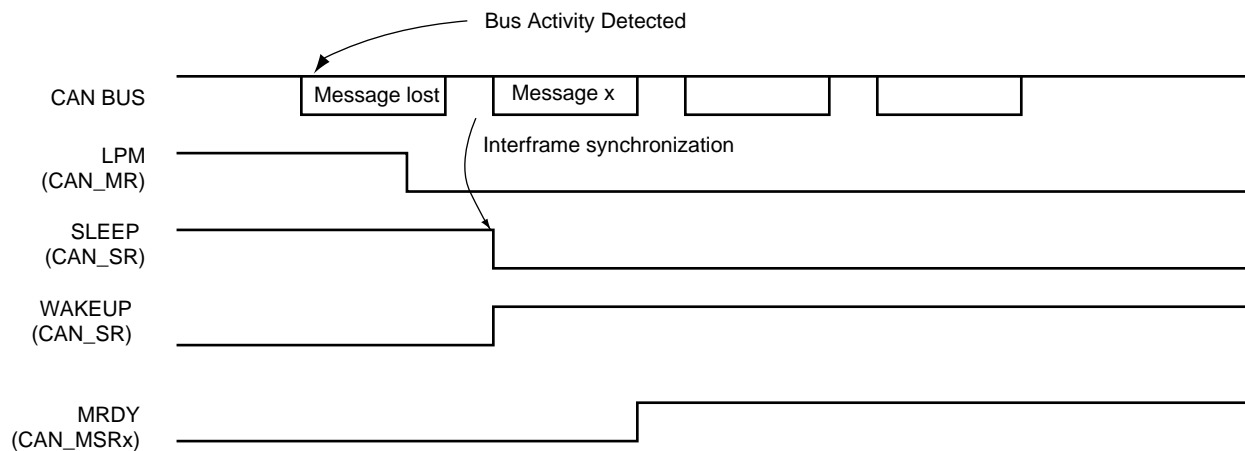 Bus Activity Detected
CAN BUS
Message lost
Message x
Interframe synchronization
LPM
(CAN_MR)
SLEEP
(CAN_SR)
WAKEUP
(CAN_SR)
MRDY
(CAN_MSRx)